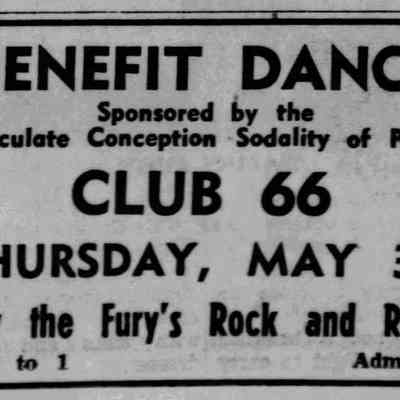 ENEFIT DANC
Sponsored by the
culate Conception Sodality of P
CLUB 66
HURSDAY, MAY 3
the Fury's Rock and R
to 1 Adm